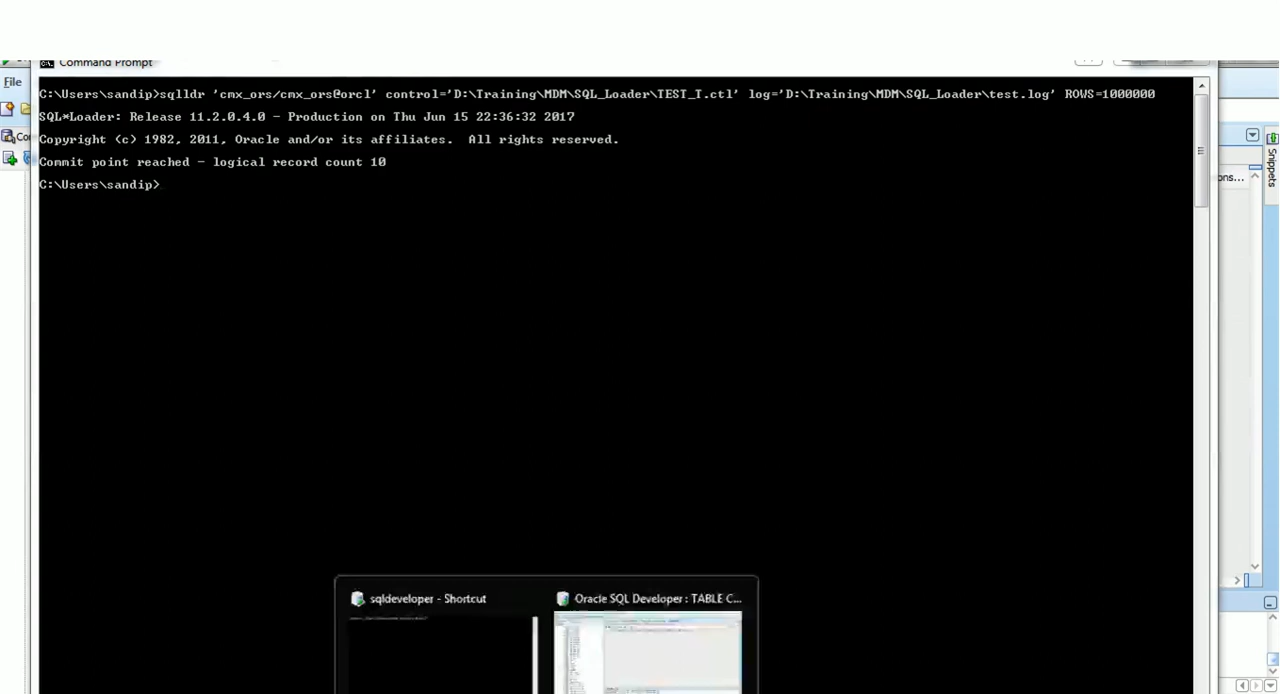 Command Prompt
File
C:\Users\sandip>sqlldr 'cmx_ors/cmx_ors@orcl' control='D:\Training\MDM\SQL_Loader\TEST_T.ctl' log='D:\Training\MDM\SQL_Loader\test.log' ROWS=1000000
SQL*Loader: Release 11.2.0.4.0 - Production on Thu Jun 15 22:36:32 2017
Copyright (c) 1982, 2011, Oracle and/or its affiliates.  All rights reserved.
Commit point reached - logical record count 10
C:\Users\sandip>
Co
Snippets
ons...
sqldeveloper - Shortcut
Oracle SQL Developer : TABLE C...